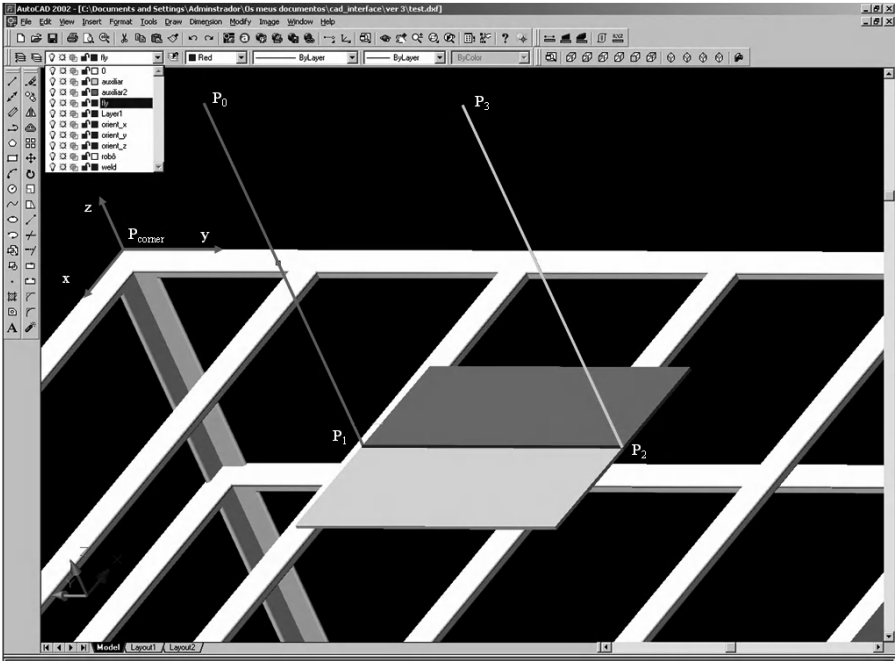 AutoCAD 2002 - [C:\Documents and Settings\Adminstrador\Os meus documentos\cad_interface\ver 3\test.dxf]
File Edit View Insert Format Tools Draw Dimension Modify Image Window Help
fly Red ByLayer ByLayer ByColor
0
auxiliar
auxiliar2
fly
Layer1
orient_x
orient_y
orient_z
robô
weld
P0 P3
z
Pcorner y
x
P1 P2
A
Z
X
Model Layout1 Layout2